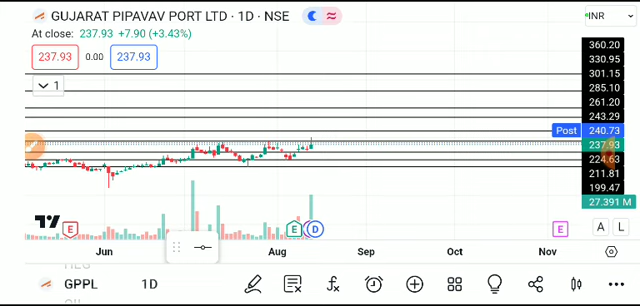 GUJARAT PIPAVAV PORT LTD · 1D · NSE
INR
At close: 237.93 +7.90 (+3.43%)
237.93 0.00 237.93
1
360.20
330.95
301.15
285.10
261.20
243.29
Post 240.73
237.93
224.63
211.81
199.47
27.391 M
E E D E A L
Jun Aug Sep Oct Nov
GPPL 1D